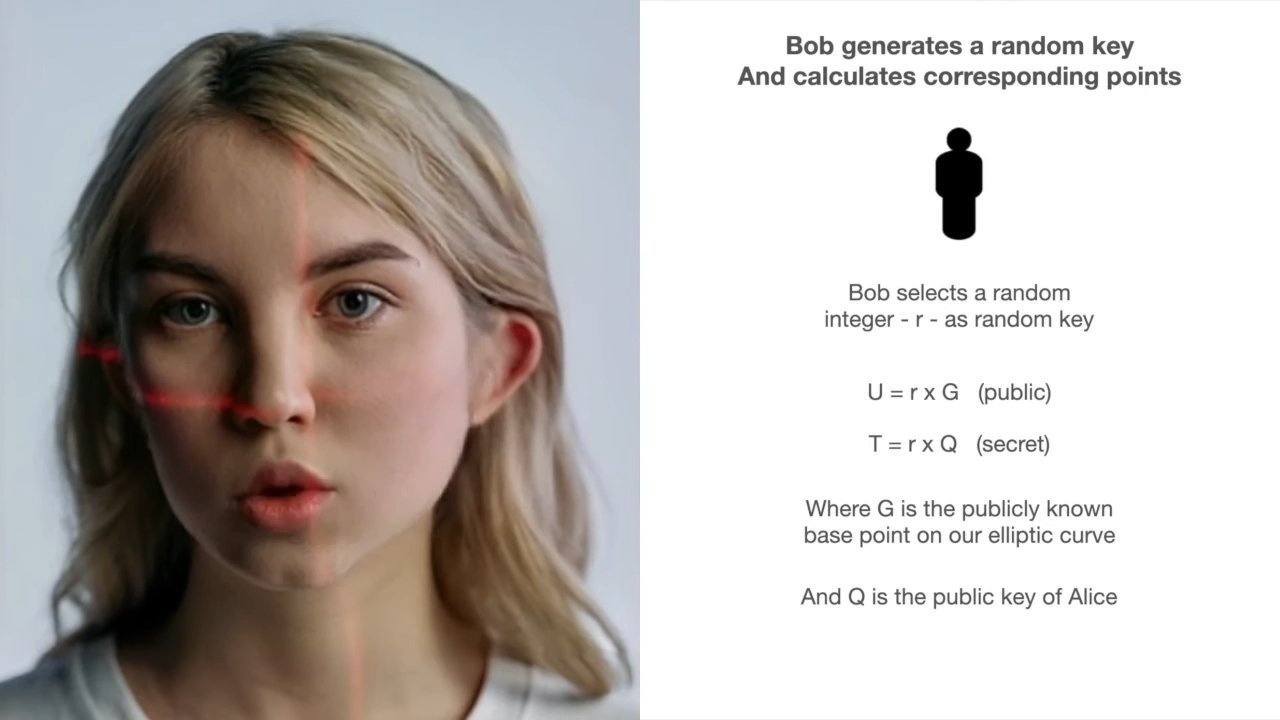 Bob generates a random key
And calculates corresponding points
Bob selects a random
integer - r - as random key
U = r x G (public)
T = r x Q (secret)
Where G is the publicly known
base point on our elliptic curve
And Q is the public key of Alice